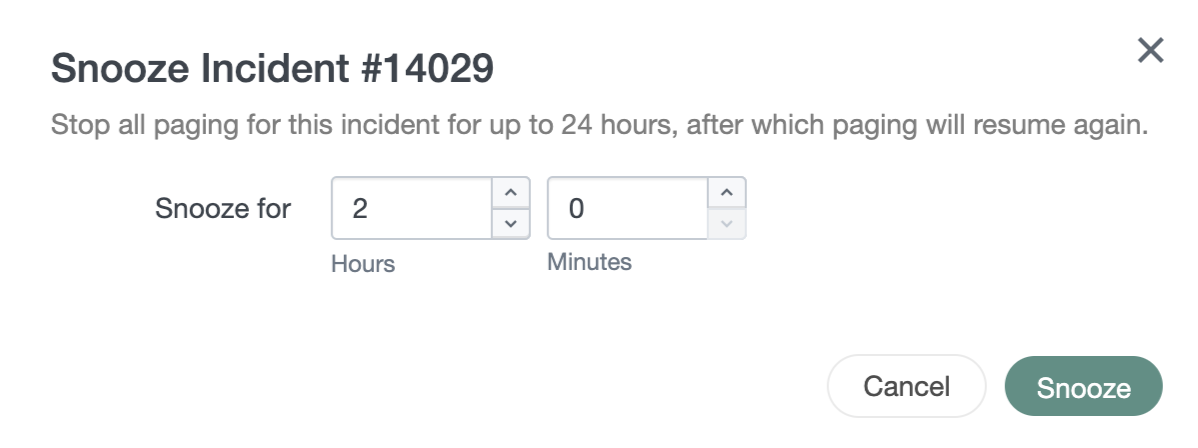 Snooze Incident #14029
Stop all paging for this incident for up to 24 hours, after which paging will resume again.
Snooze for 2 0
Hours Minutes
Cancel Snooze